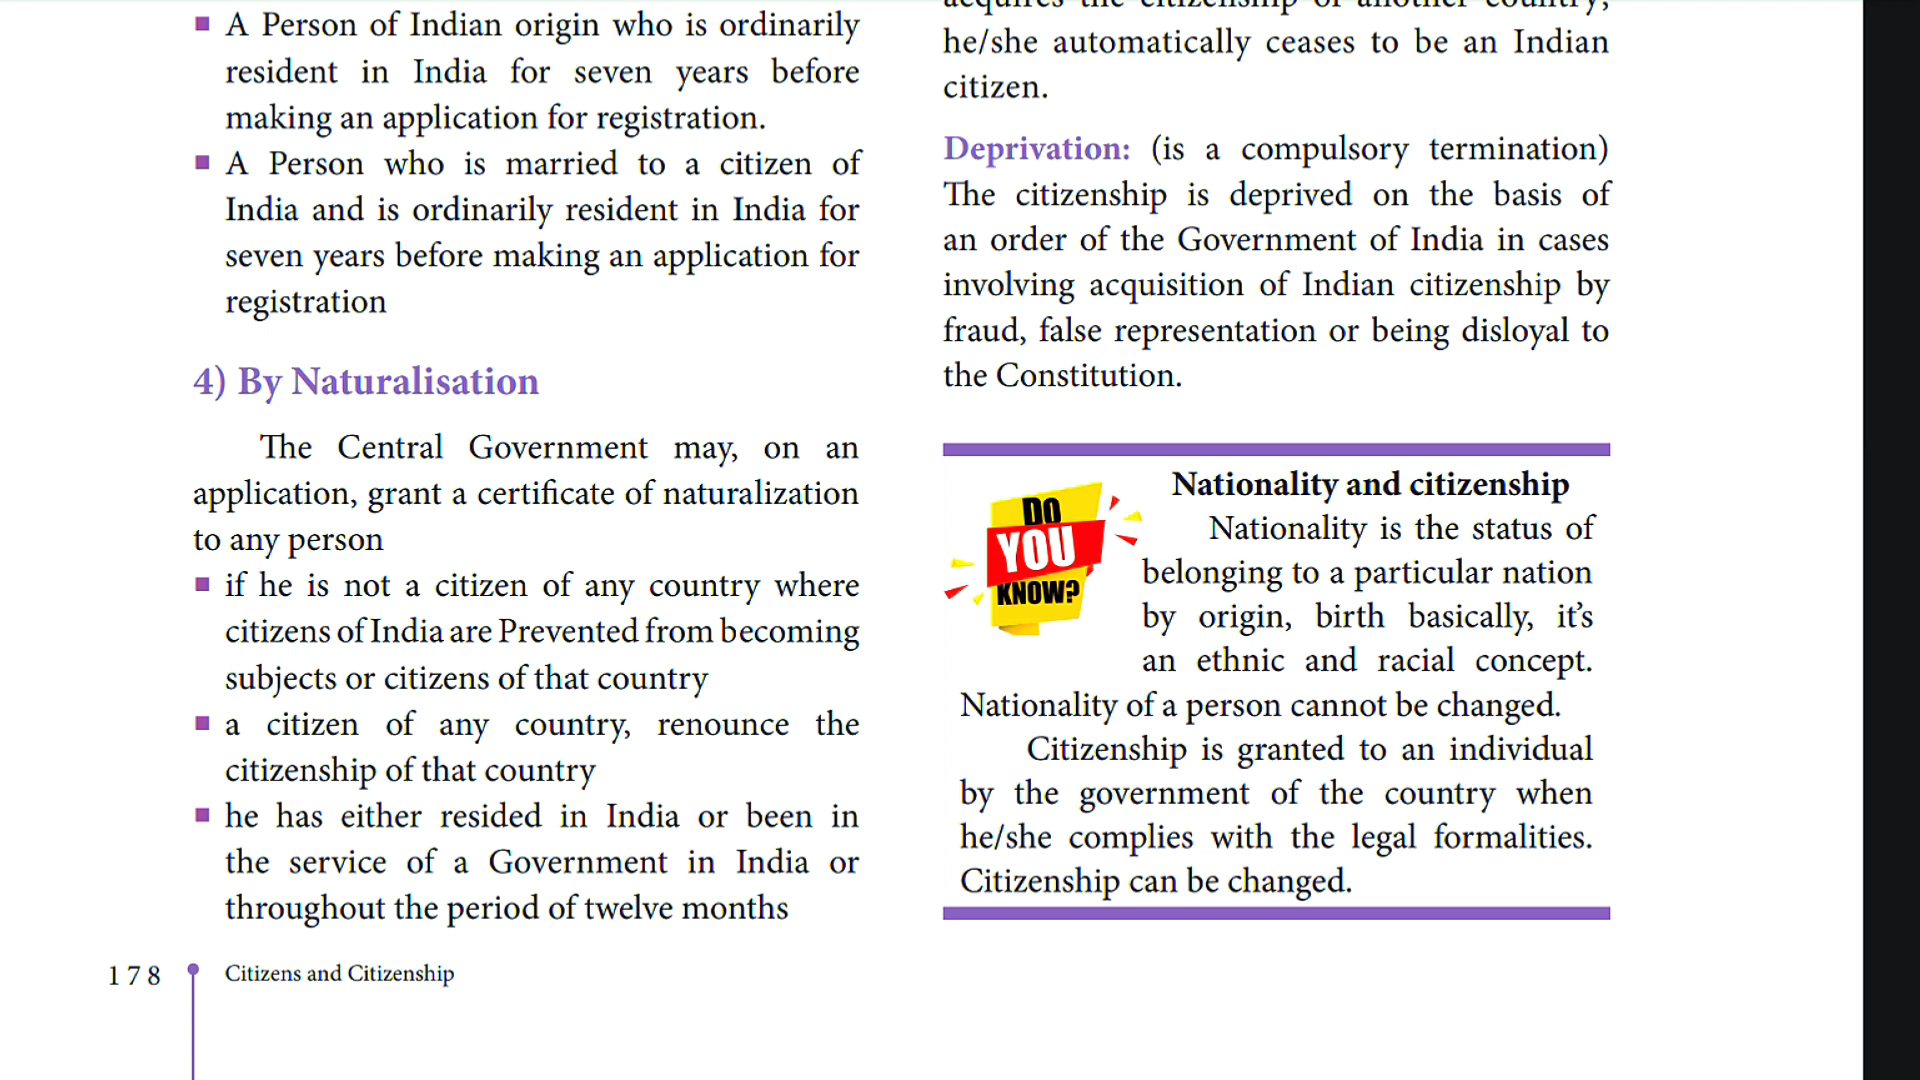 A Person of Indian origin who is ordinarily
resident in India for seven years before
making an application for registration.
A Person who is married to a citizen of
India and is ordinarily resident in India for
seven years before making an application for
registration
4) By Naturalisation
The Central Government may, on an
application, grant a certificate of naturalization
to any person
if he is not a citizen of any country where
citizens of India are Prevented from becoming
subjects or citizens of that country
a citizen of any country, renounce the
citizenship of that country
he has either resided in India or been in
the service of a Government in India or
throughout the period of twelve months
acquires the citizenship of another country,
he/she automatically ceases to be an Indian
citizen.
Deprivation: (is a compulsory termination)
The citizenship is deprived on the basis of
an order of the Government of India in cases
involving acquisition of Indian citizenship by
fraud, false representation or being disloyal to
the Constitution.
DO
YOU
KNOW?
Nationality and citizenship
Nationality is the status of
belonging to a particular nation
by origin, birth basically, it's
an ethnic and racial concept.
Nationality of a person cannot be changed.
Citizenship is granted to an individual
by the government of the country when
he/she complies with the legal formalities.
Citizenship can be changed.
178
Citizens and Citizenship